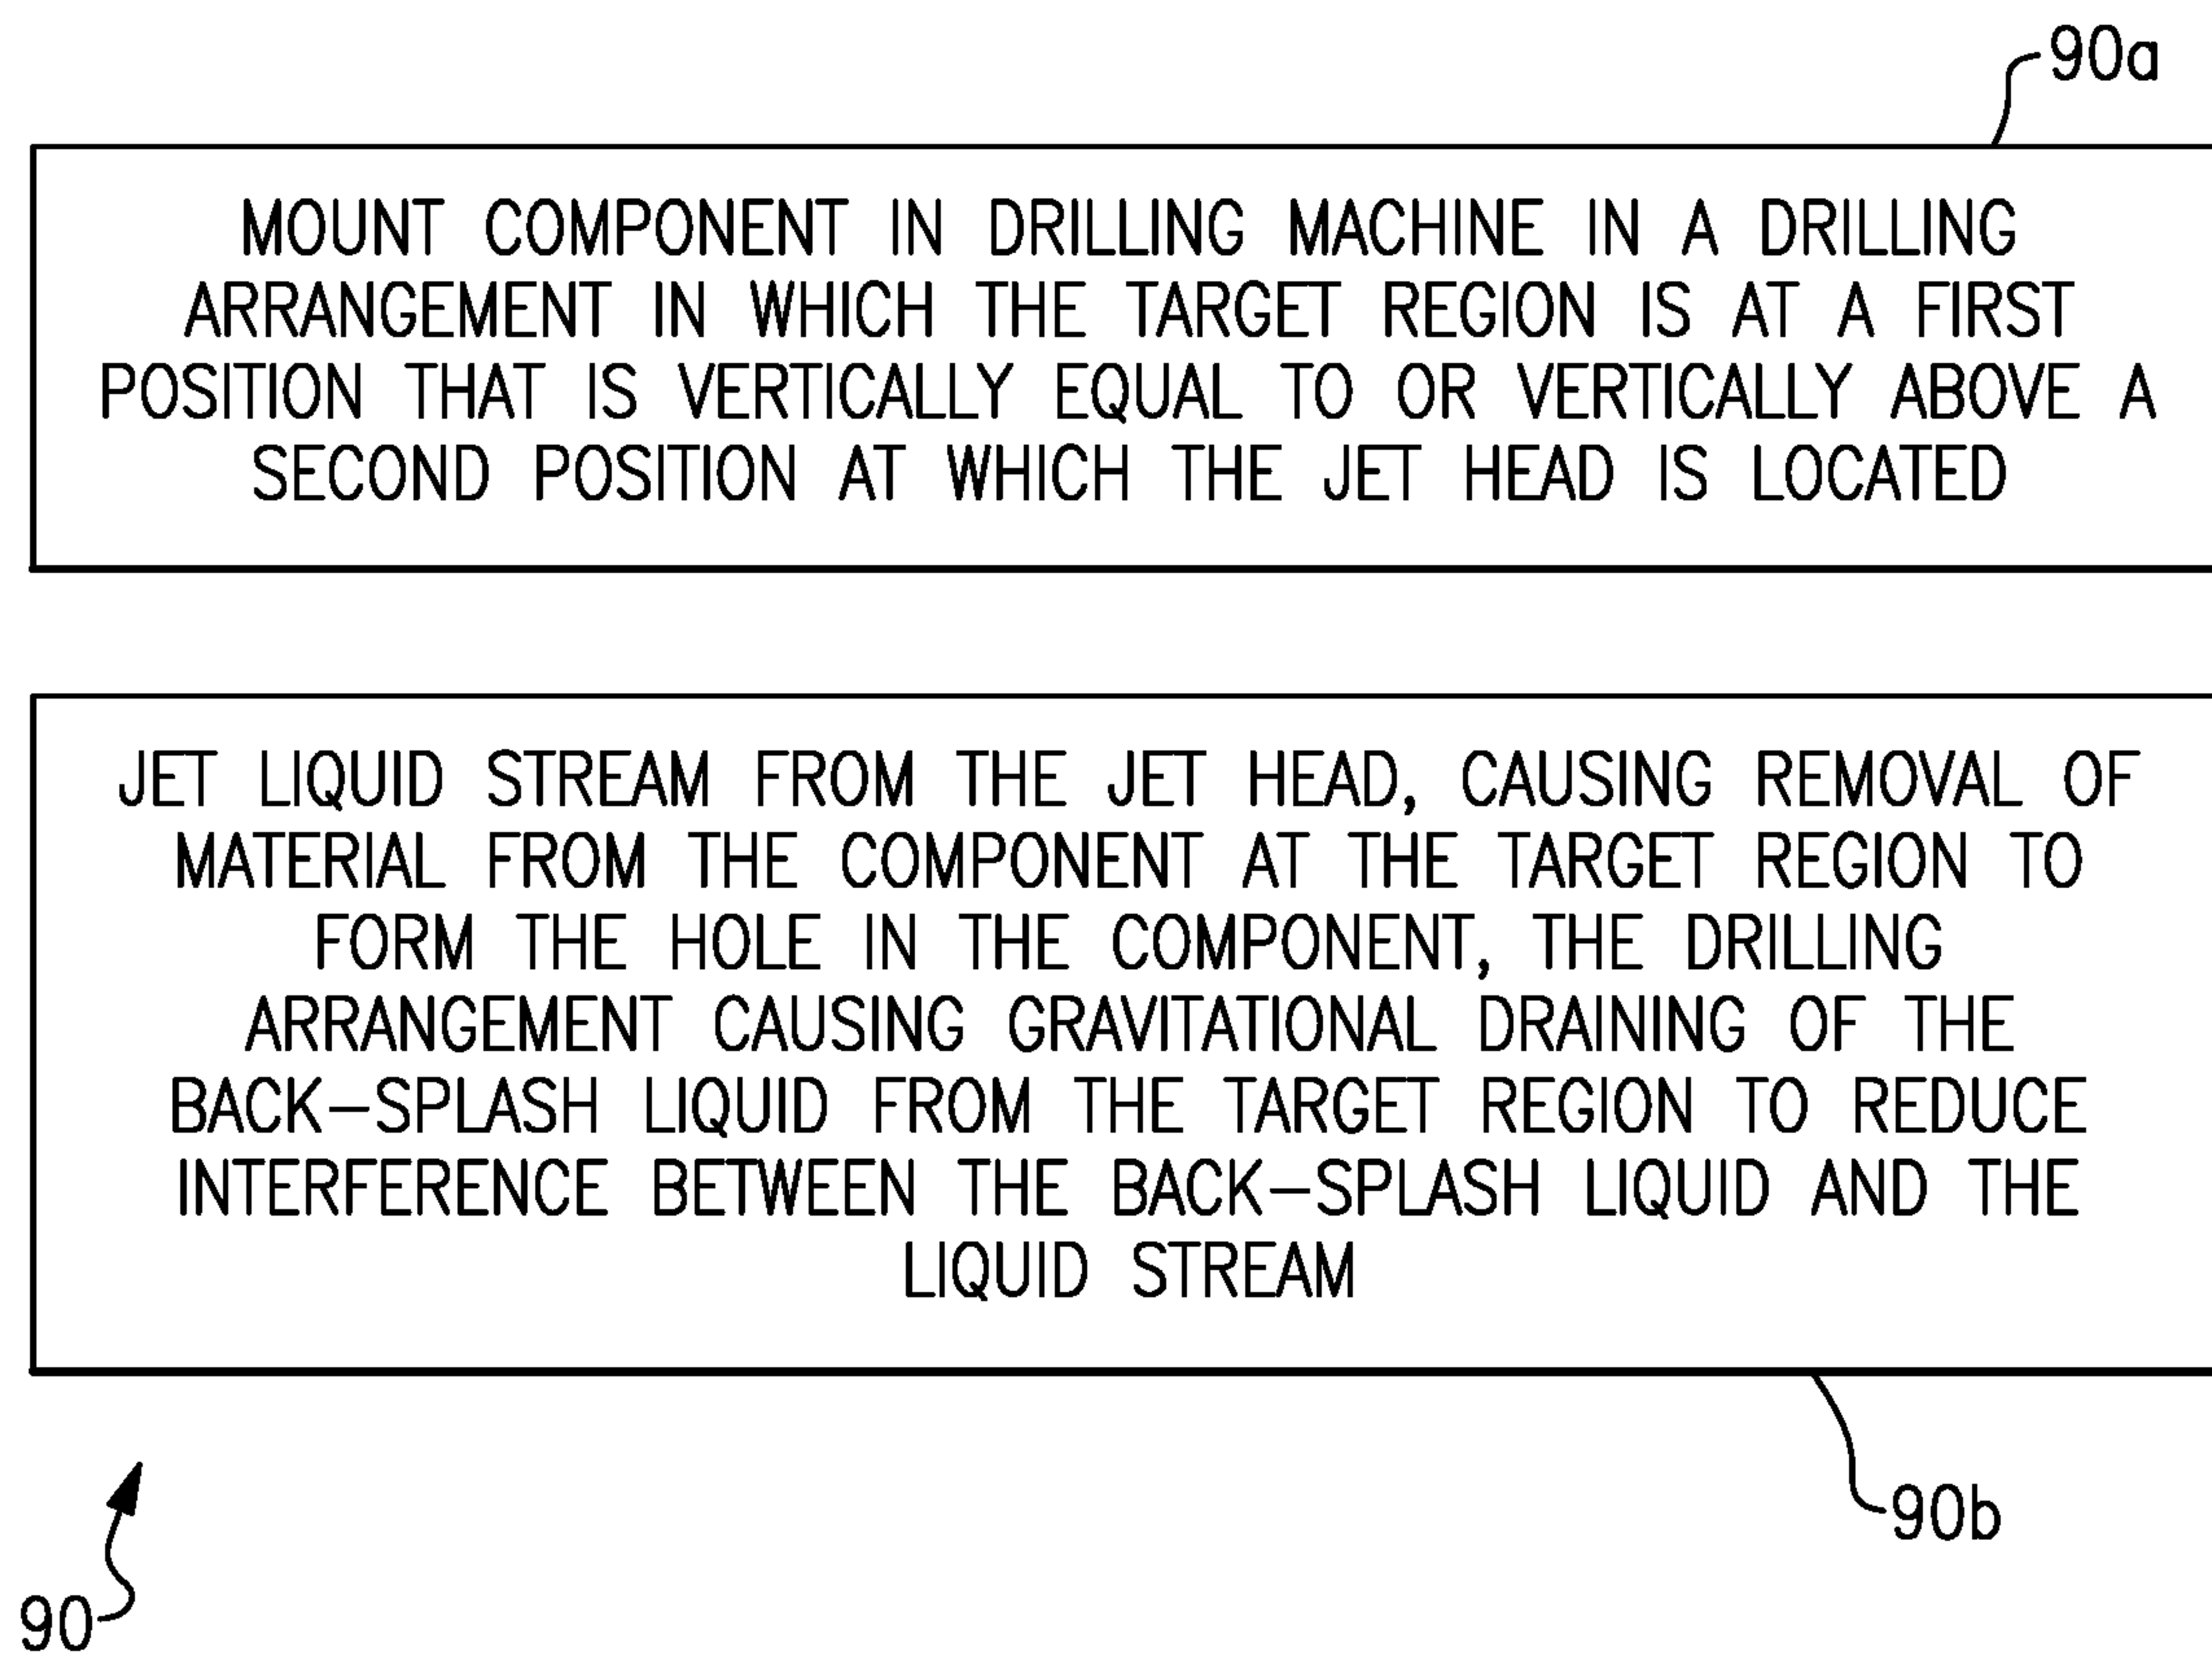 90a
MOUNT COMPONENT IN DRILLING MACHINE IN A DRILLING
ARRANGEMENT IN WHICH THE TARGET REGION IS AT A FIRST
POSITION THAT IS VERTICALLY EQUAL TO OR VERTICALLY ABOVE A
SECOND POSITION AT WHICH THE JET HEAD IS LOCATED
JET LIQUID STREAM FROM THE JET HEAD, CAUSING REMOVAL OF
MATERIAL FROM THE COMPONENT AT THE TARGET REGION TO
FORM THE HOLE IN THE COMPONENT, THE DRILLING
ARRANGEMENT CAUSING GRAVITATIONAL DRAINING OF THE
BACK–SPLASH LIQUID FROM THE TARGET REGION TO REDUCE
INTERFERENCE BETWEEN THE BACK–SPLASH LIQUID AND THE
LIQUID STREAM
90b
90